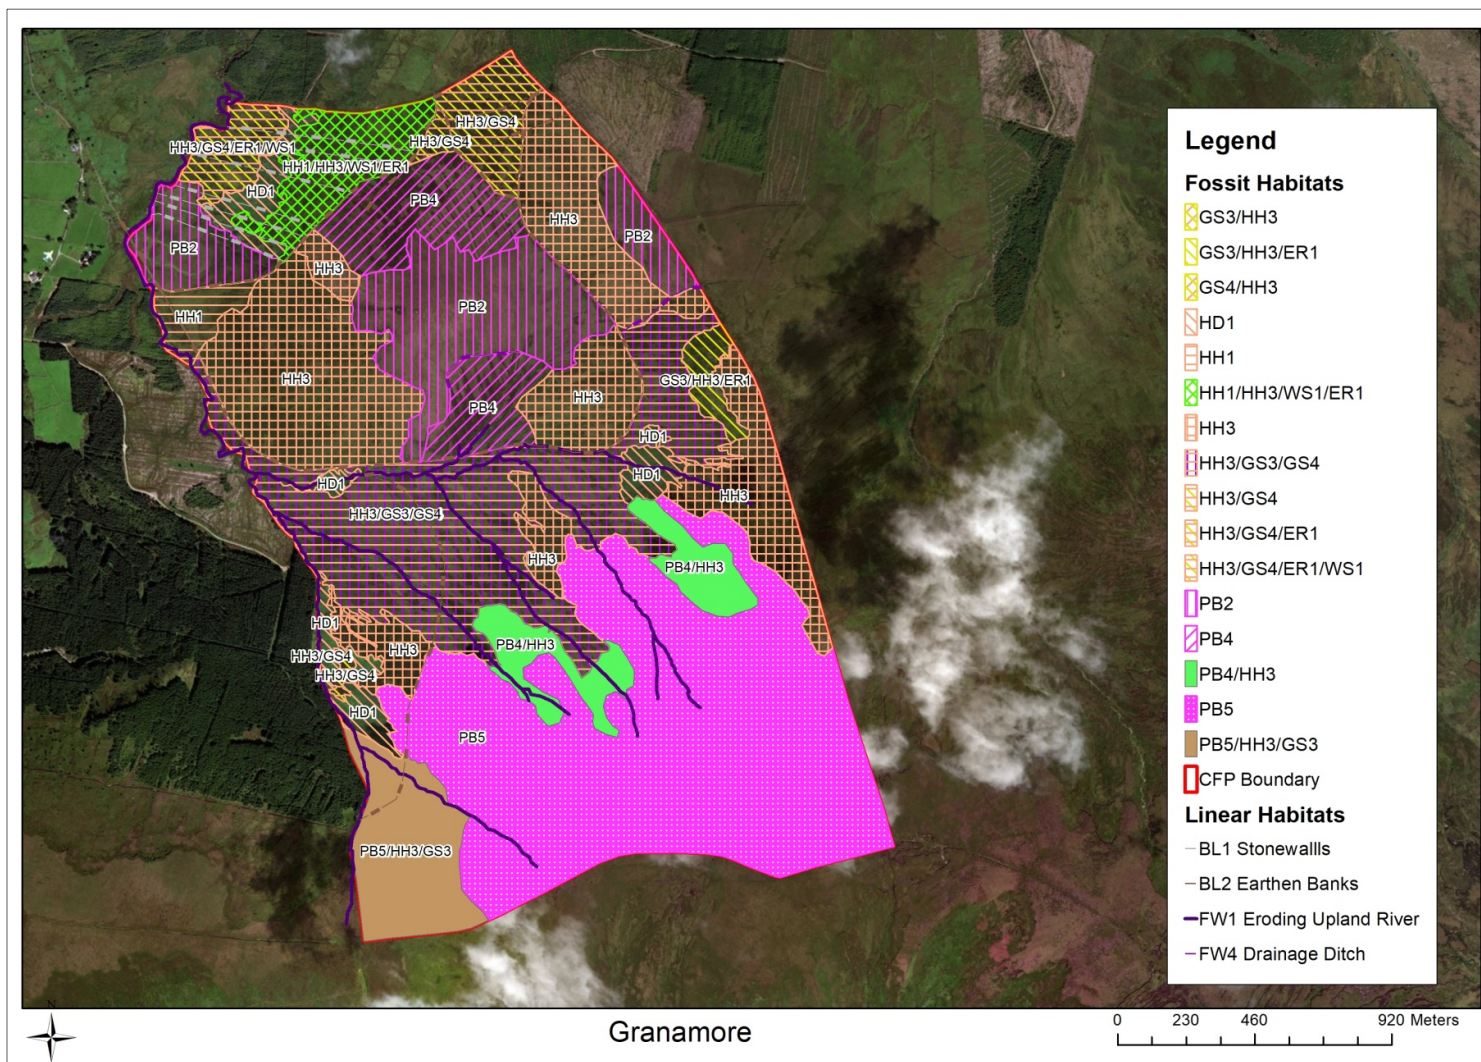 HH3/GS4
HH3/GS4/ER1/WS1
HH3/GS4
HH1/HH3/WS1/ER1
HD1
PB4
HH3
PB2
PB2
HH3
PB2
HH1
HH3
GS3/HH3/ER1
HH3
PB4
HD1
HD1
HD1
HH3
HH3/GS3/GS4
HH3
PB4/HH3
HD1
PB4/HH3
HH3
HH3/GS4
HH3/GS4
HD1
PB5
PB5/HH3/GS3
Legend
Fossit Habitats
GS3/HH3
GS3/HH3/ER1
GS4/HH3
HD1
HH1
HH1/HH3/WS1/ER1
HH3
HH3/GS3/GS4
HH3/GS4
HH3/GS4/ER1
HH3/GS4/ER1/WS1
PB2
PB4
PB4/HH3
PB5
PB5/HH3/GS3
CFP Boundary
Linear Habitats
BL1 Stonewallls
BL2 Earthen Banks
FW1 Eroding Upland River
FW4 Drainage Ditch
N
Granamore
0 230 460 920 Meters